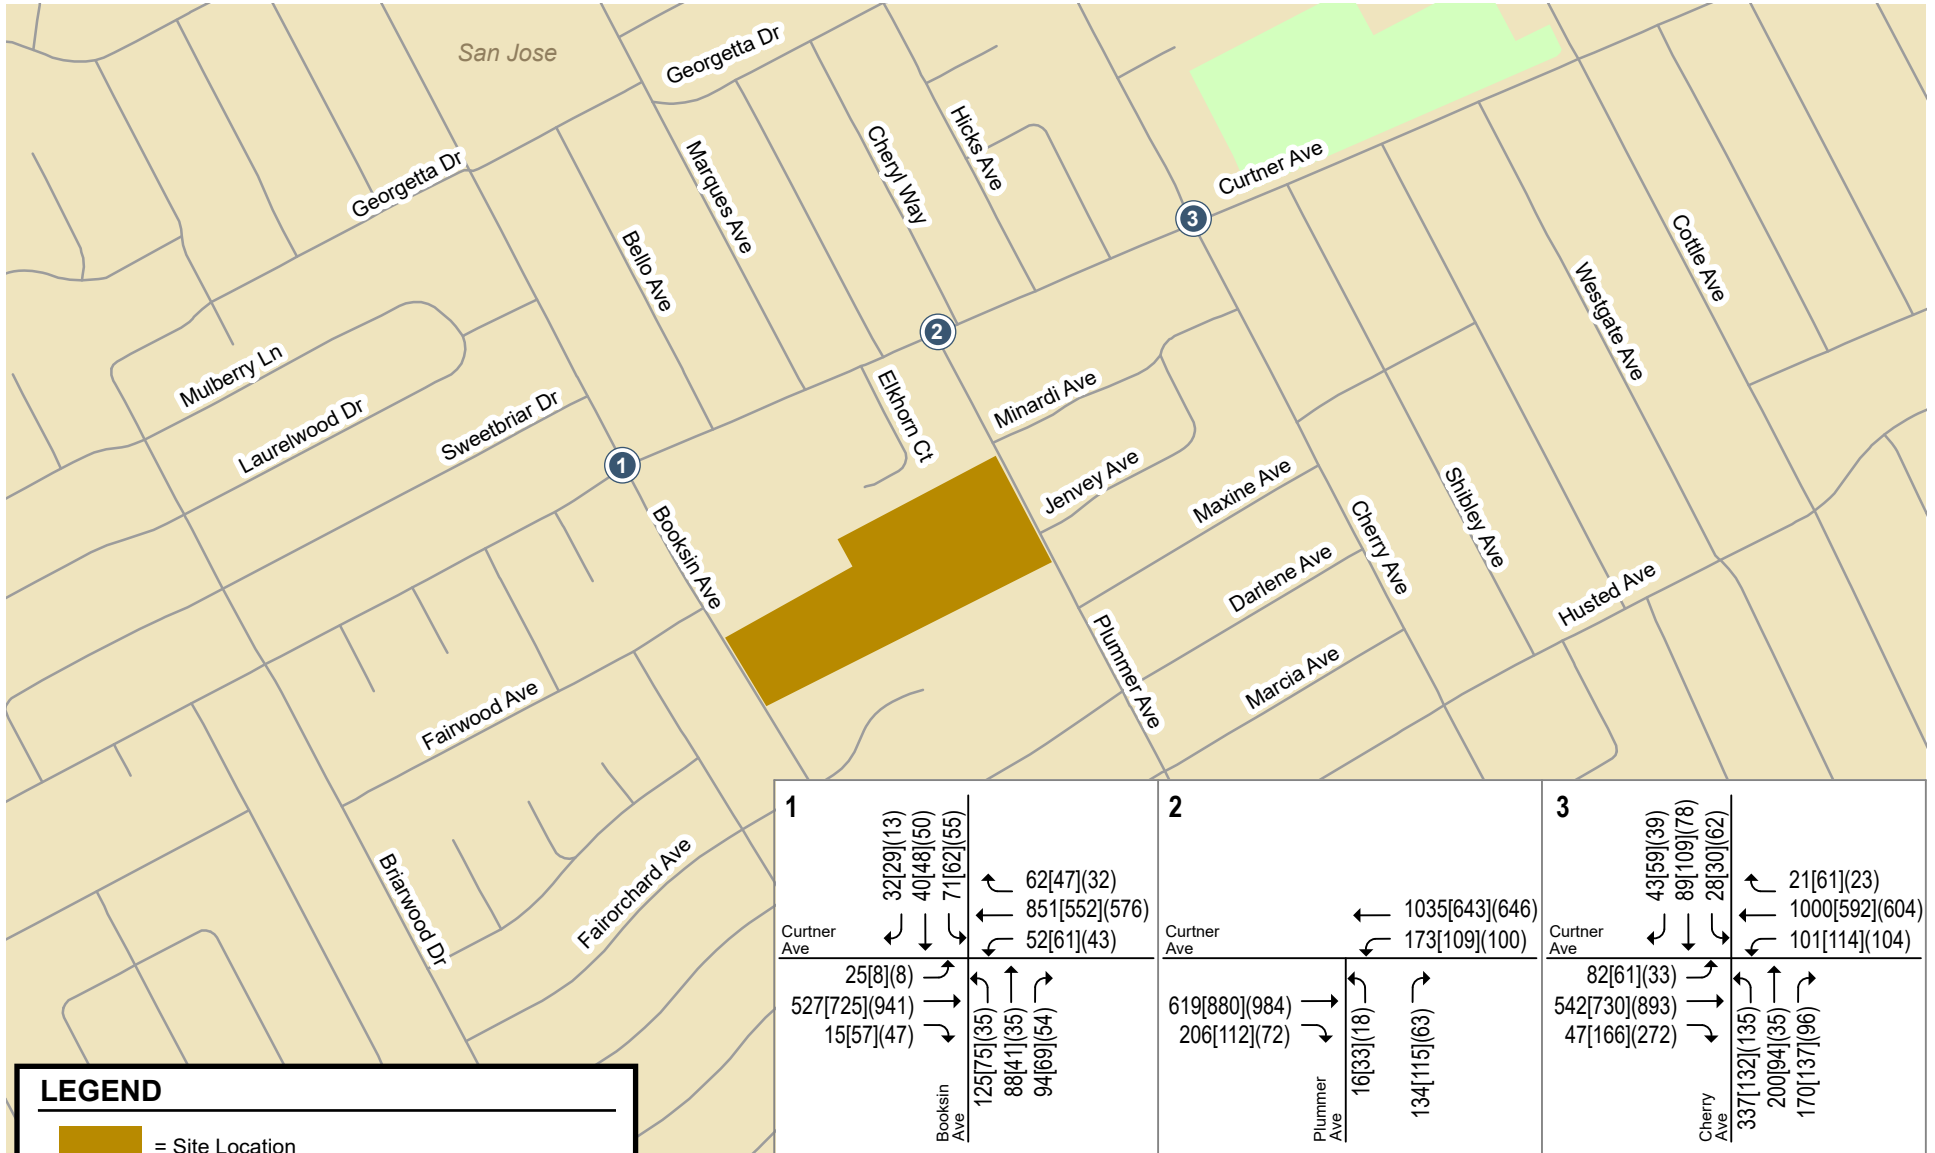 San Jose
Georgetta Dr
Georgetta Dr
Marques Ave
Cheryl Way
Hicks Ave
Curtner Ave
3
Bello Ave
Cottle Ave
Westgate Ave
2
Mulberry Ln
Laurelwood Dr
Sweetbriar Dr
Elkhorn Ct
Minardi Ave
1
Jenvey Ave
Maxine Ave
Booksin Ave
Cherry Ave
Shibley Ave
Darlene Ave
Husted Ave
Plummer Ave
Marcia Ave
Fairwood Ave
Briarwood Dr
Fairorchard Ave
1
32[29](13)
40[48](50)
71[62](55)
62[47](32)
851[552](576)
52[61](43)
Curtner
Ave
25[8](8)
527[725](941)
15[57](47)
125[75](35)
88[41](35)
94[69](54)
Booksin
Ave
2
1035[643](646)
173[109](100)
Curtner
Ave
619[880](984)
206[112](72)
16[33](18)
134[115](63)
Plummer
Ave
3
43[59](39)
89[109](78)
28[30](62)
21[61](23)
1000[592](604)
101[114](104)
Curtner
Ave
82[61](33)
542[730](893)
47[166](272)
337[132](135)
200[94](35)
170[137](96)
Cherry
Ave
LEGEND
= Site Location